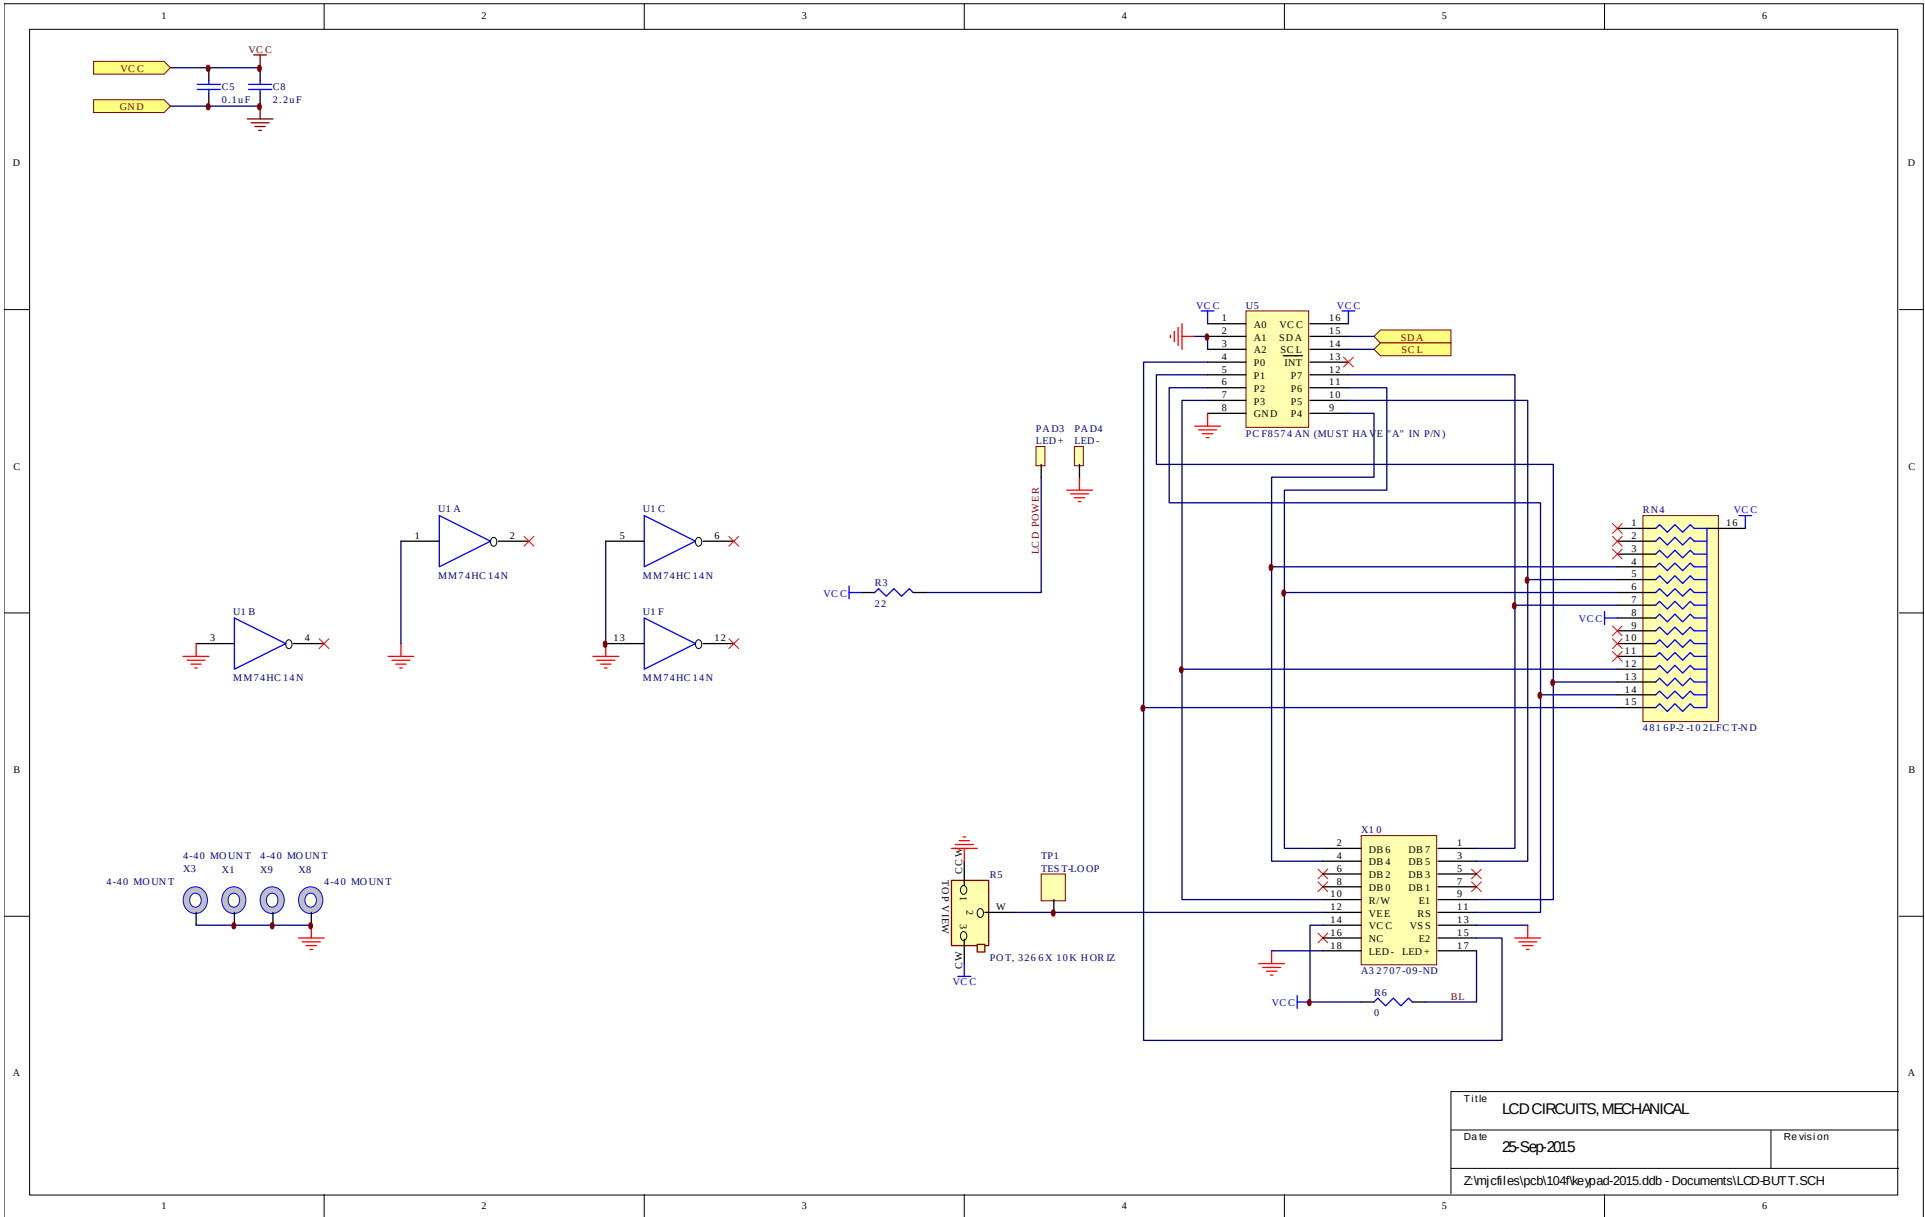 1 2 3 4 5 6
VCC
VCC
GND
C5
0.1uF
C8
2.2uF
D
D
VCC
U5
VCC
1 A0 VCC 16
2 A1 SDA 15
SDA
3 A2 SCL 14
SCL
4 P0 INT 13
5 P1 P7 12
6 P2 P6 11
7 P3 P5 10
8 GND P4 9
PCF8574AN (MUST HAVE "A" IN P/N)
PAD3
LED+
PAD4
LED-
LCD POWER
C
C
U1A
1 2
MM74HC14N
U1C
5 6
MM74HC14N
U1B
3 4
MM74HC14N
U1F
13 12
MM74HC14N
VCC
R3
22
RN4
VCC
1 16
2
3
4
5
6
7
VCC
8
9
10
11
12
13
14
15
4816P-2-102LFCT-ND
B
B
4-40 MOUNT 4-40 MOUNT
X3 X1 X9 X8
4-40 MOUNT 4-40 MOUNT
CCW
TOP VIEW
R5
1
2
3
W
CW
VCC
POT, 3266X 10K HORIZ
TP1
TEST-LOOP
X10
2 DB6 DB7 1
4 DB4 DB5 3
6 DB2 DB3 5
8 DB0 DB1 7
10 R/W E1 9
12 VEE RS 11
14 VCC VSS 13
16 NC E2 15
18 LED- LED+ 17
A32707-09-ND
VCC
R6
0
BL
A
A
Title
LCD CIRCUITS, MECHANICAL
Date
25-Sep-2015
Revision
Z:\mjcfiles\pcb\104f\keypad-2015.ddb - Documents\LCD-BUTT.SCH
1 2 3 4 5 6